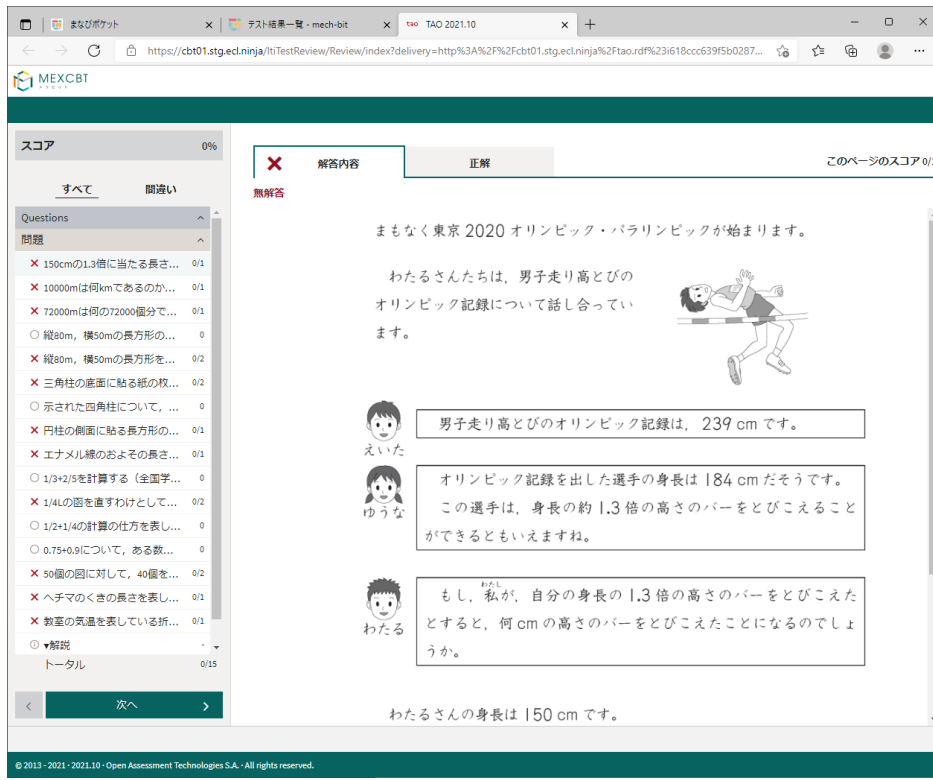 まなびポケット
テスト結果一覧 - mech-bit
tao TAO 2021.10
https://cbt01.stg.ecl.ninja/ltiTestReview/Review/index?delivery=http%3A%2F%2Fcbt01.stg.ecl.ninja%2Ftao.rdf%23i618ccc639f5b0287...
MEXCBT
メクビット
スコア 0%
すべて 間違い
Questions
問題
150cmの1.3倍に当たる長さ... 0/1
10000mは何kmであるのか... 0/1
72000mは何の72000個分で... 0/1
縦80m，横50mの長方形の... 0
縦80m，横50mの長方形を... 0/2
三角柱の底面に貼る紙の枚... 0/2
示された四角柱について，... 0
円柱の側面に貼る長方形の... 0/1
エナメル線のおよその長さ... 0/1
1/3+2/5を計算する（全国学... 0
1/4Lの函を直すわけとして... 0/2
1/2+1/4の計算の仕方を表し... 0
0.75+0.9について，ある数... 0
50個の図に対して，40個を... 0/2
ヘチマのくきの長さを表し... 0/1
教室の気温を表している折... 0/1
▾解説 -
トータル 0/15
次へ
解答内容
正解
このページのスコア 0/
無解答
まもなく東京 2020 オリンピック・パラリンピックが始まります。
わたるさんたちは，男子走り高とびの
オリンピック記録について話し合ってい
ます。
えいた
男子走り高とびのオリンピック記録は，239 cm です。
ゆうな
オリンピック記録を出した選手の身長は 184 cm だそうです。
この選手は，身長の約 1.3 倍の高さのバーをとびこえること
ができるともいえますね。
わたる
わたし
もし，私が，自分の身長の 1.3 倍の高さのバーをとびこえた
とすると，何 cm の高さのバーをとびこえたことになるのでしょ
うか。
わたるさんの身長は 150 cm です。
© 2013 - 2021 · 2021.10 · Open Assessment Technologies S.A. · All rights reserved.